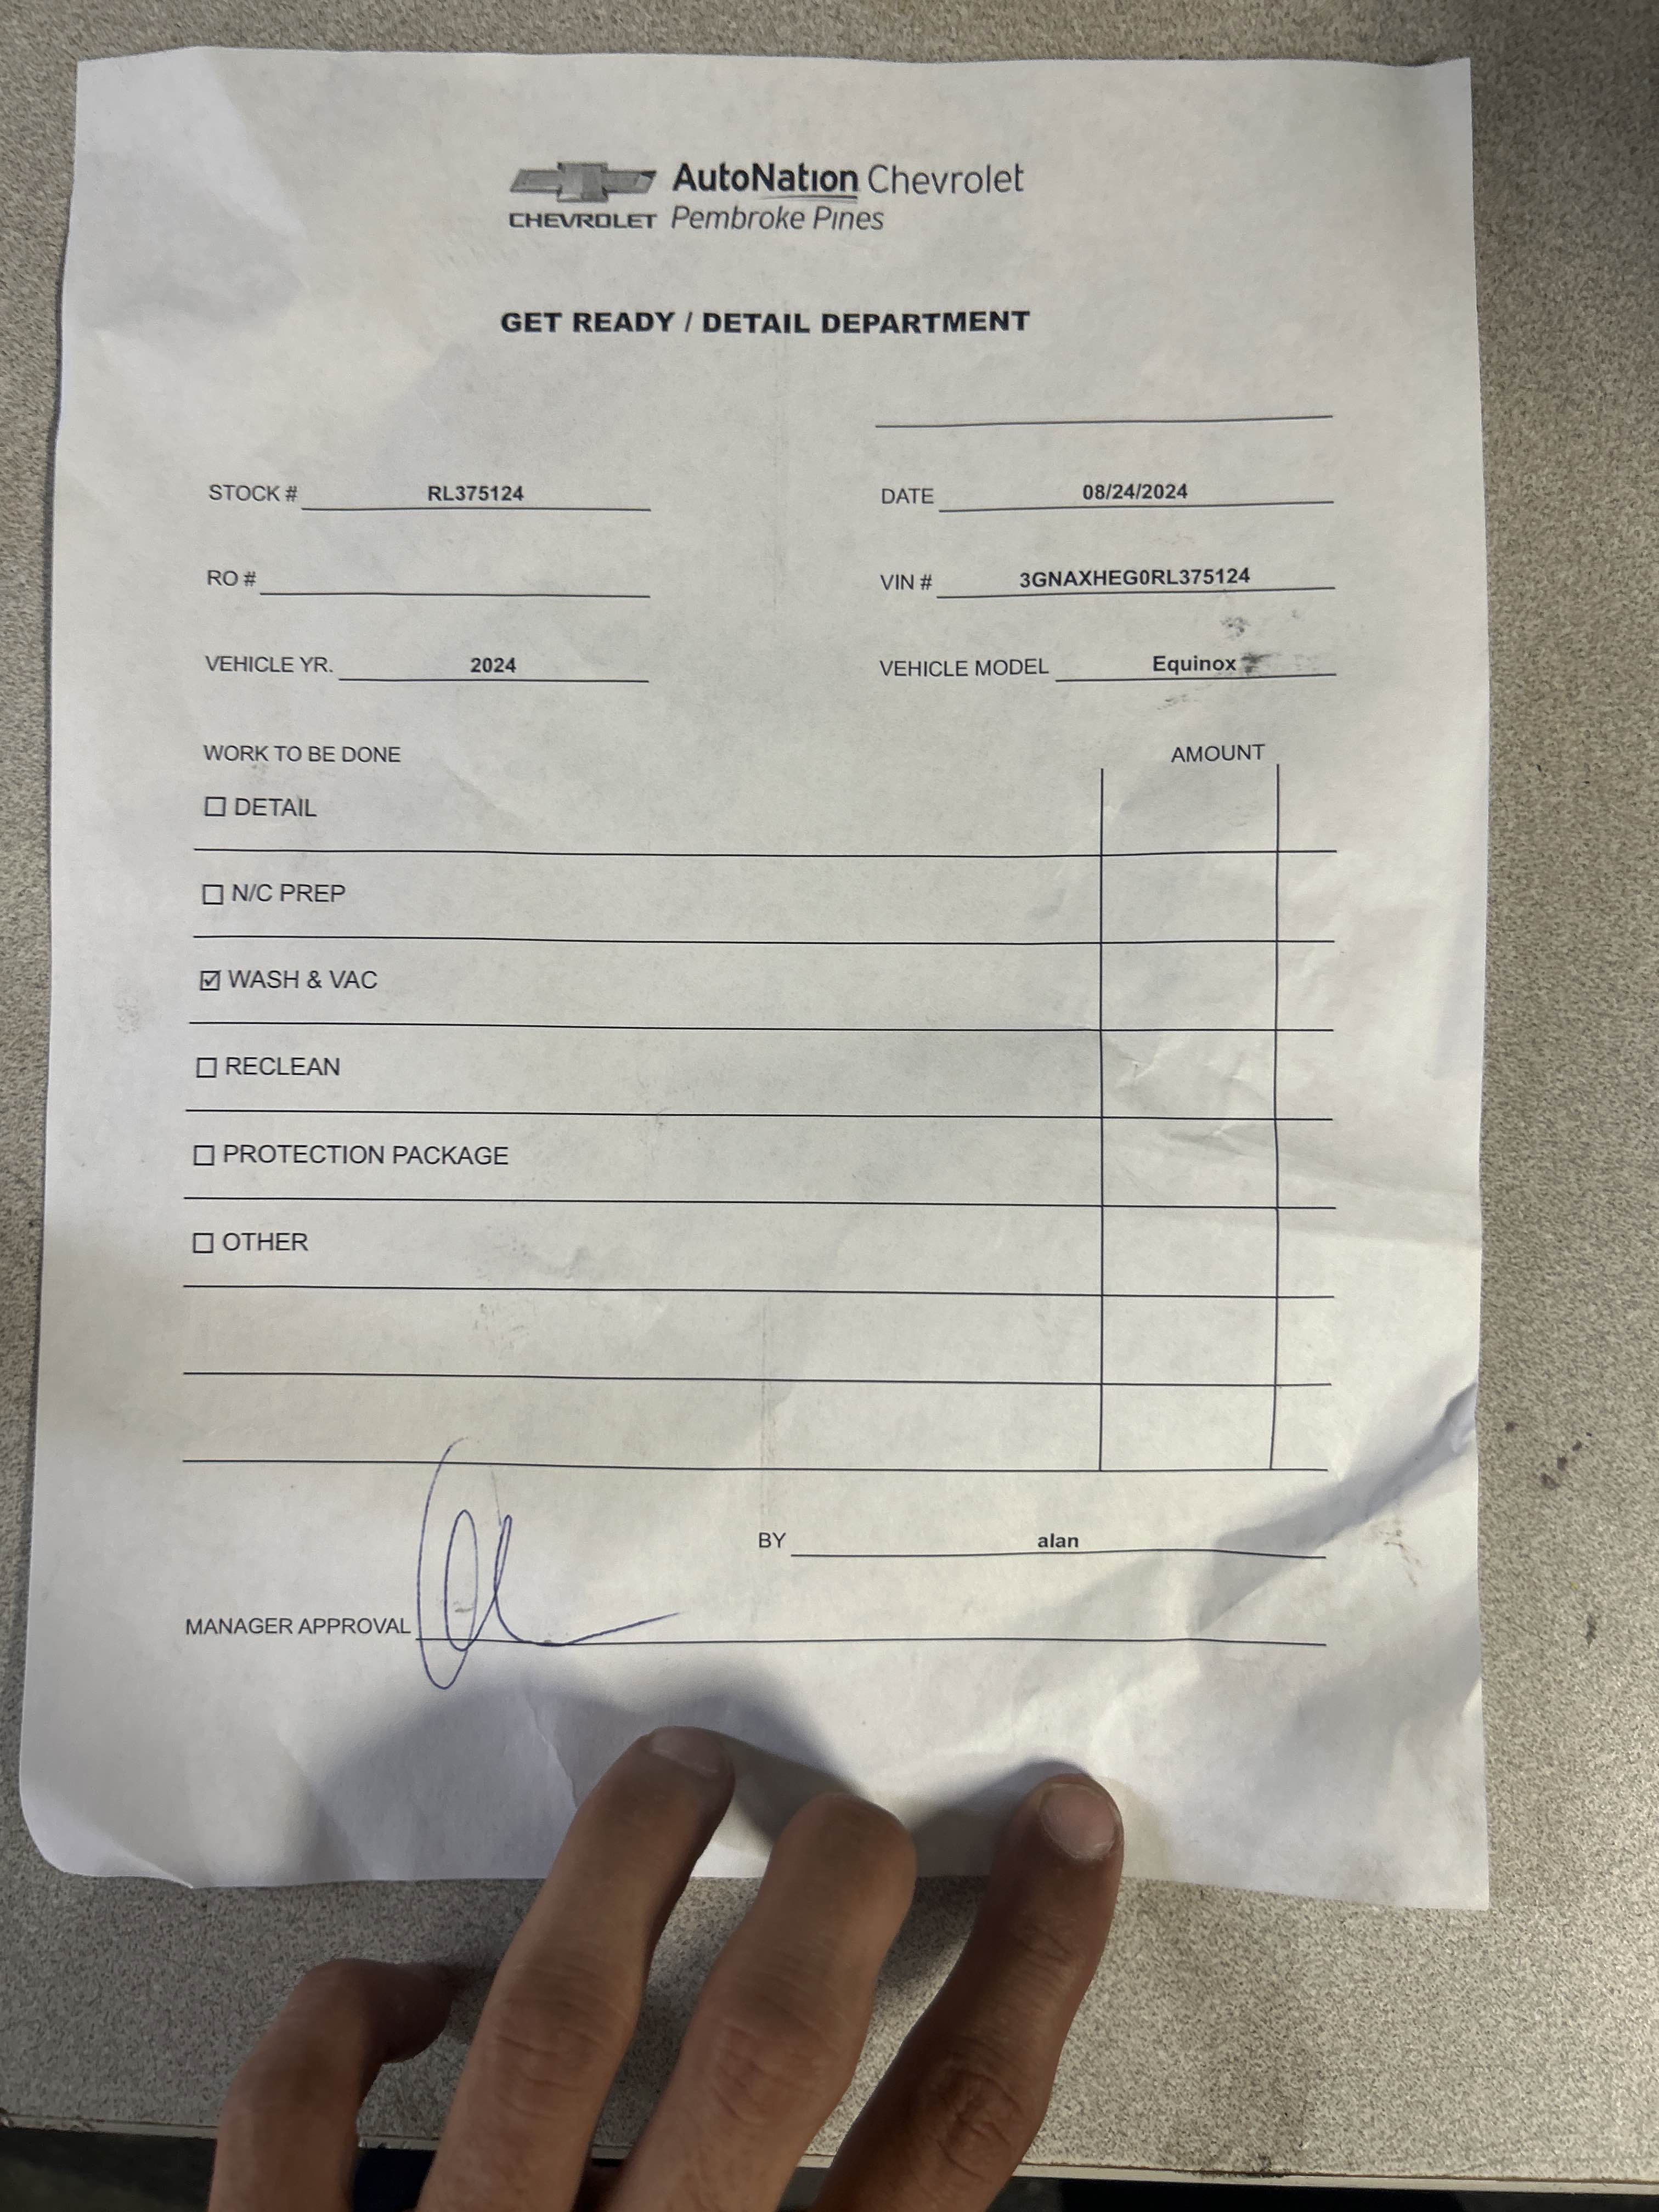 AutoNation Chevrolet
CHEVROLET Pembroke Pines
GET READY / DETAIL DEPARTMENT
STOCK # RL375124 DATE 08/24/2024
RO # VIN # 3GNAXHEG0RL375124
VEHICLE YR. 2024 VEHICLE MODEL Equinox
WORK TO BE DONE AMOUNT
☐ DETAIL
☐ N/C PREP
☑ WASH & VAC
☐ RECLEAN
☐ PROTECTION PACKAGE
☐ OTHER
BY alan
MANAGER APPROVAL